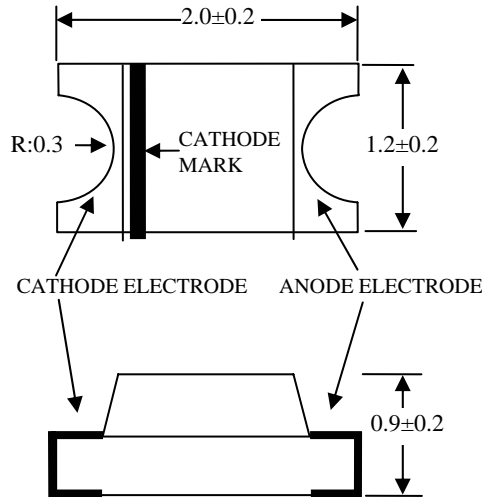 2.0±0.2
R:0.3
CATHODE
MARK
1.2±0.2
CATHODE ELECTRODE
ANODE ELECTRODE
0.9±0.2